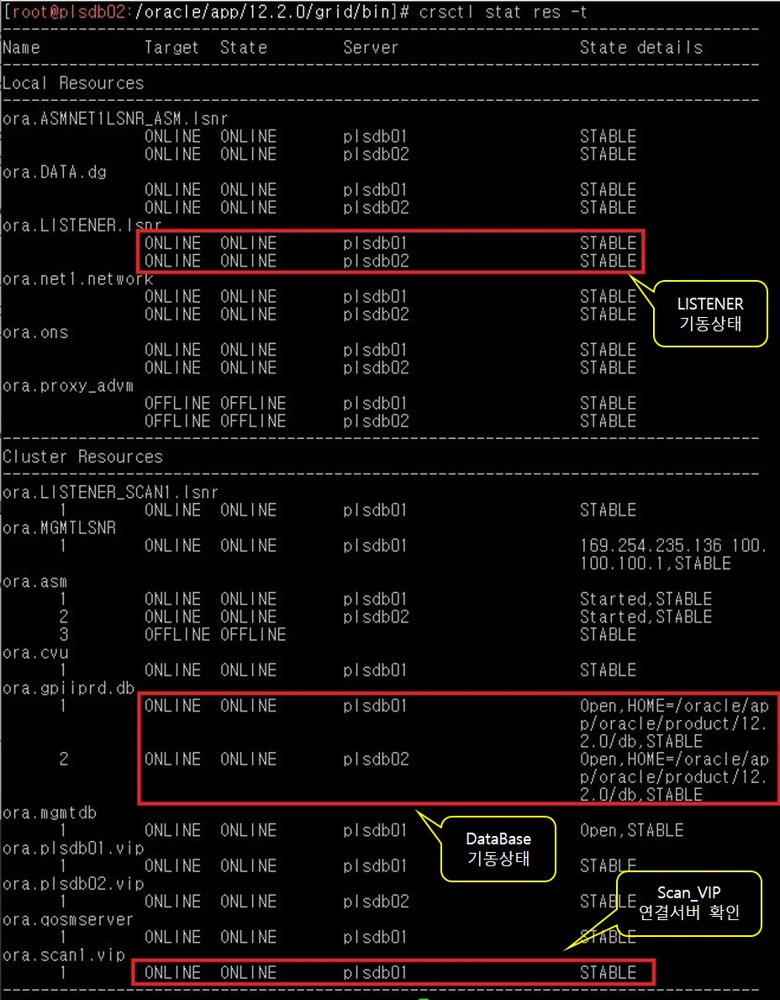 [root@plsdb02:/oracle/app/12.2.0/grid/bin]# crsctl stat res -t
--------------------------------------------------------------------------------
Name Target State Server State details
--------------------------------------------------------------------------------
Local Resources
--------------------------------------------------------------------------------
ora.ASMNET1LSNR_ASM.lsnr
ONLINE ONLINE plsdb01 STABLE
ONLINE ONLINE plsdb02 STABLE
ora.DATA.dg
ONLINE ONLINE plsdb01 STABLE
ONLINE ONLINE plsdb02 STABLE
ora.LISTENER.lsnr
ONLINE ONLINE plsdb01 STABLE
ONLINE ONLINE plsdb02 STABLE
ora.net1.network
ONLINE ONLINE plsdb01 STABLE
ONLINE ONLINE plsdb02 STABLE
LISTENER
기동상태
ora.ons
ONLINE ONLINE plsdb01 STABLE
ONLINE ONLINE plsdb02 STABLE
ora.proxy_advm
OFFLINE OFFLINE plsdb01 STABLE
OFFLINE OFFLINE plsdb02 STABLE
--------------------------------------------------------------------------------
Cluster Resources
--------------------------------------------------------------------------------
ora.LISTENER_SCAN1.lsnr
1 ONLINE ONLINE plsdb01 STABLE
ora.MGMTLSNR
1 ONLINE ONLINE plsdb01 169.254.235.136 100.
100.100.1,STABLE
ora.asm
1 ONLINE ONLINE plsdb01 Started,STABLE
2 ONLINE ONLINE plsdb02 Started,STABLE
3 OFFLINE OFFLINE STABLE
ora.cvu
1 ONLINE ONLINE plsdb01 STABLE
ora.gpiiprd.db
1 ONLINE ONLINE plsdb01 Open,HOME=/oracle/ap
p/oracle/product/12.
2.0/db,STABLE
2 ONLINE ONLINE plsdb02 Open,HOME=/oracle/ap
p/oracle/product/12.
2.0/db,STABLE
ora.mgmtdb
1 ONLINE ONLINE plsdb01 Open,STABLE
DataBase
기동상태
ora.plsdb01.vip
1 ONLINE ONLINE plsdb01 STABLE
ora.plsdb02.vip
1 ONLINE ONLINE plsdb02 STABLE
Scan_VIP
연결서버 확인
ora.qosmserver
1 ONLINE ONLINE plsdb01 STABLE
ora.scan1.vip
1 ONLINE ONLINE plsdb01 STABLE
--------------------------------------------------------------------------------